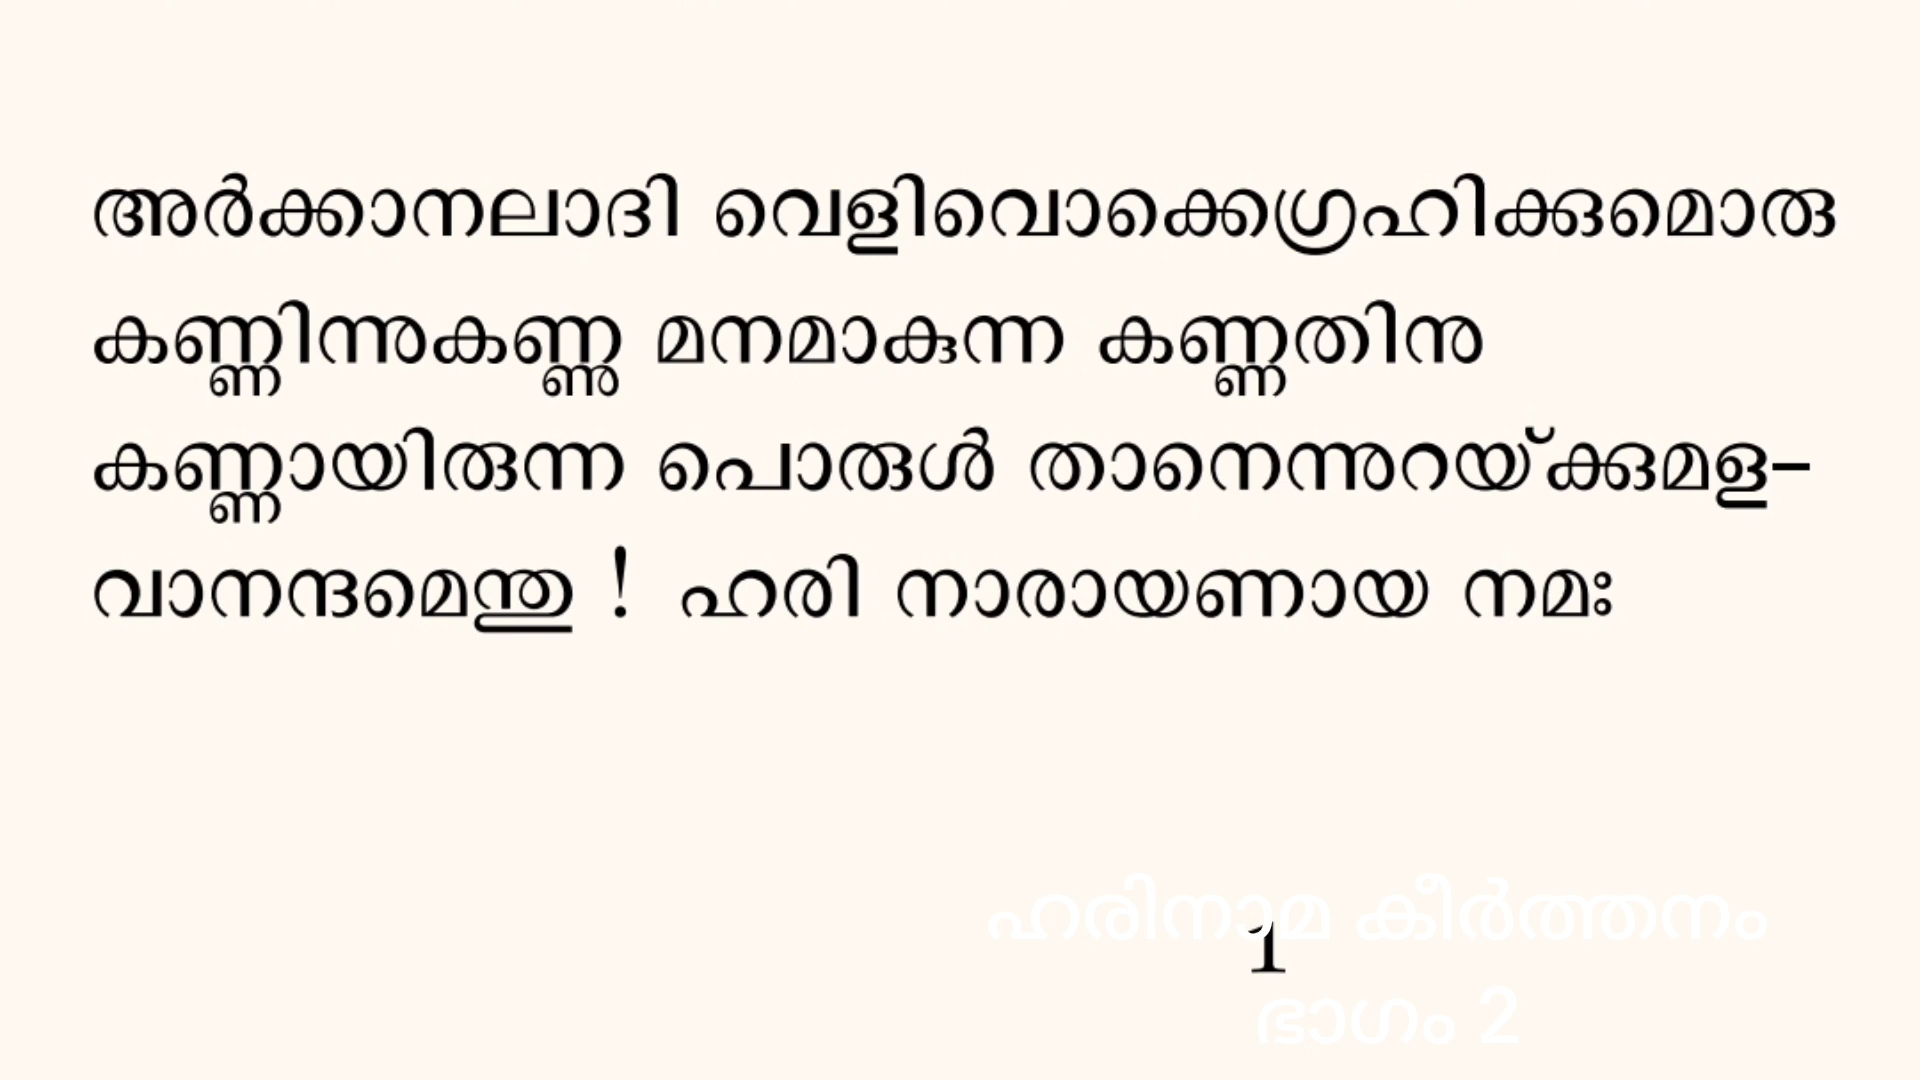 അർക്കാനലാദി വെളിവൊക്കെഗ്രഹിക്കുമൊരു
കണ്ണിന്നുകണ്ണു മനമാകുന്ന കണ്ണതിനു
കണ്ണായിരുന്ന പൊരുൾ താനെന്നുറയ്ക്കുമള–
വാനന്ദമെന്തു ! ഹരി നാരായണായ നമഃ
ഹരിനാമ കീർത്തനം
1
ഭാഗം 2